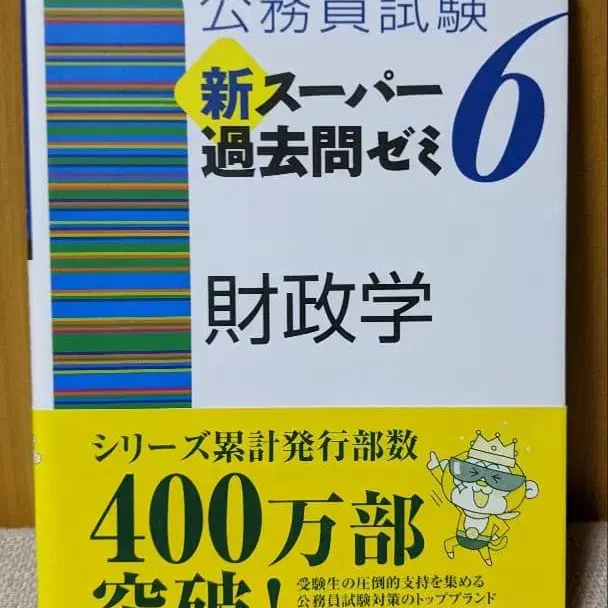 公務員試験
新スーパー
過去問ゼミ6
財政学
シリーズ累計発行部数
400万部
突破!
受験生の圧倒的支持を集める
公務員試験対策のトップブランド